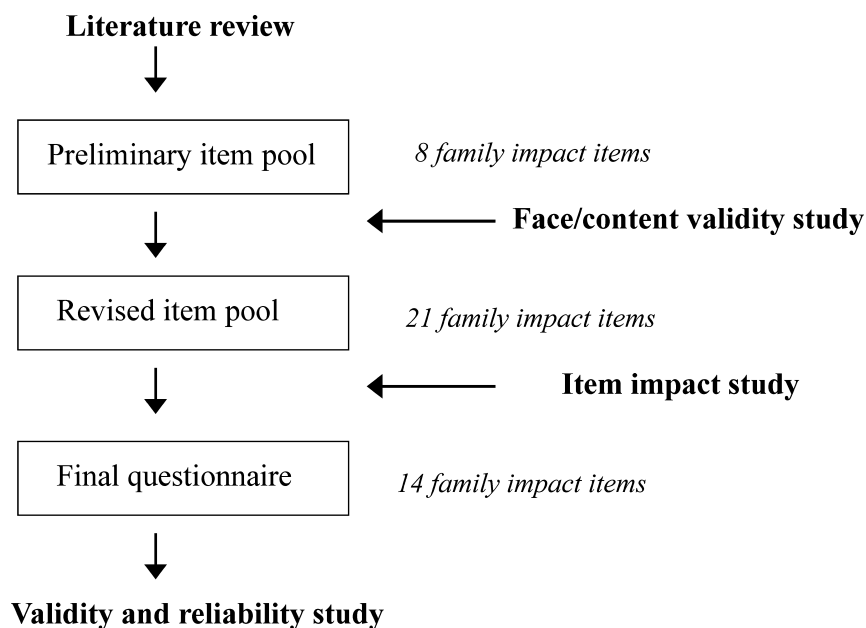 Literature review
Preliminary item pool
8 family impact items
Face/content validity study
Revised item pool
21 family impact items
Item impact study
Final questionnaire
14 family impact items
Validity and reliability study